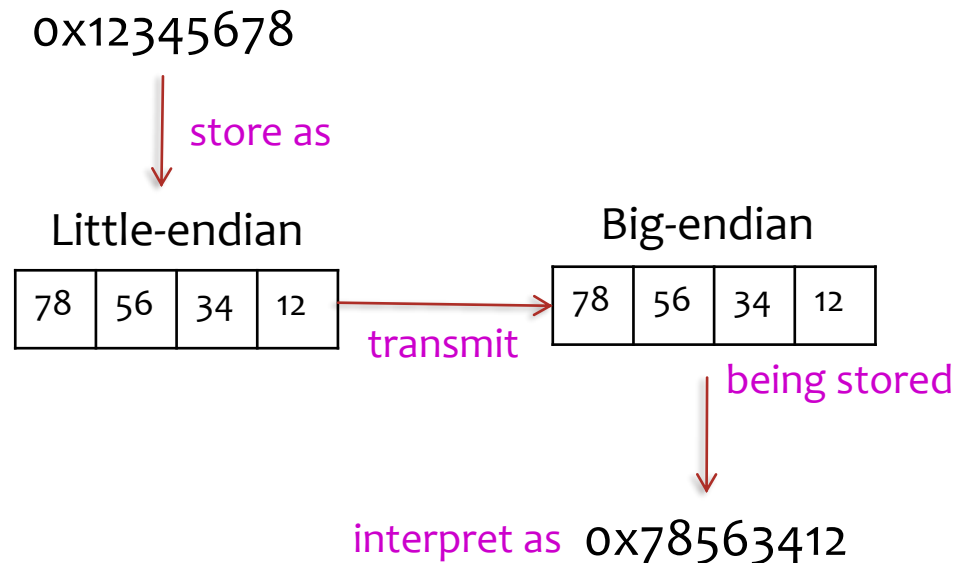 0x12345678
store as
Little-endian
Big-endian
78 56 34 12
78 56 34 12
transmit
being stored
interpret as 0x78563412